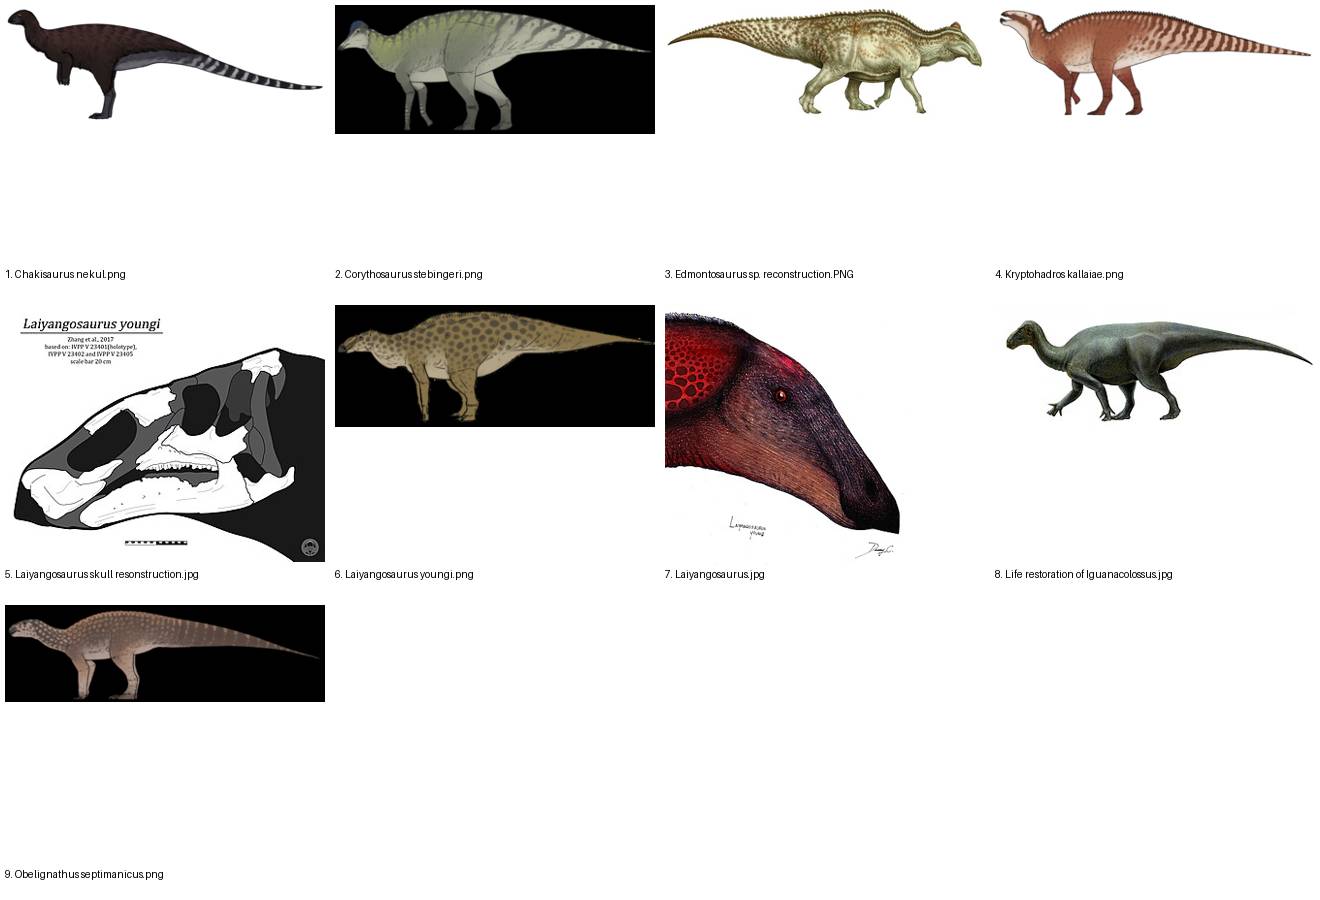 1. Chakisaurus nekul.png
2. Corythosaurus stebingeri.png
3. Edmontosaurus sp. reconstruction.PNG
4. Kryptohadros kallaiae.png
Laiyangosaurus youngi
Zhang et al., 2017
based on: IVPP V 23401(holotype),
IVPP V 23402 and IVPP V 23405
scale bar 20 cm
Laiyangosaurus
youngi
5. Laiyangosaurus skull resonstruction.jpg
6. Laiyangosaurus youngi.png
7. Laiyangosaurus.jpg
8. Life restoration of Iguanacolossus.jpg
9. Obelignathus septimanicus.png